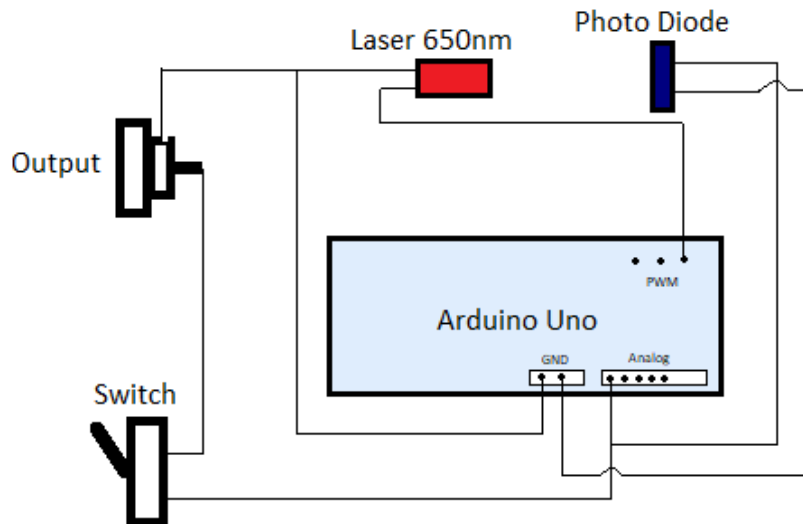 Laser 650nm
Photo Diode
Output
PWM
Arduino Uno
GND
Analog
Switch